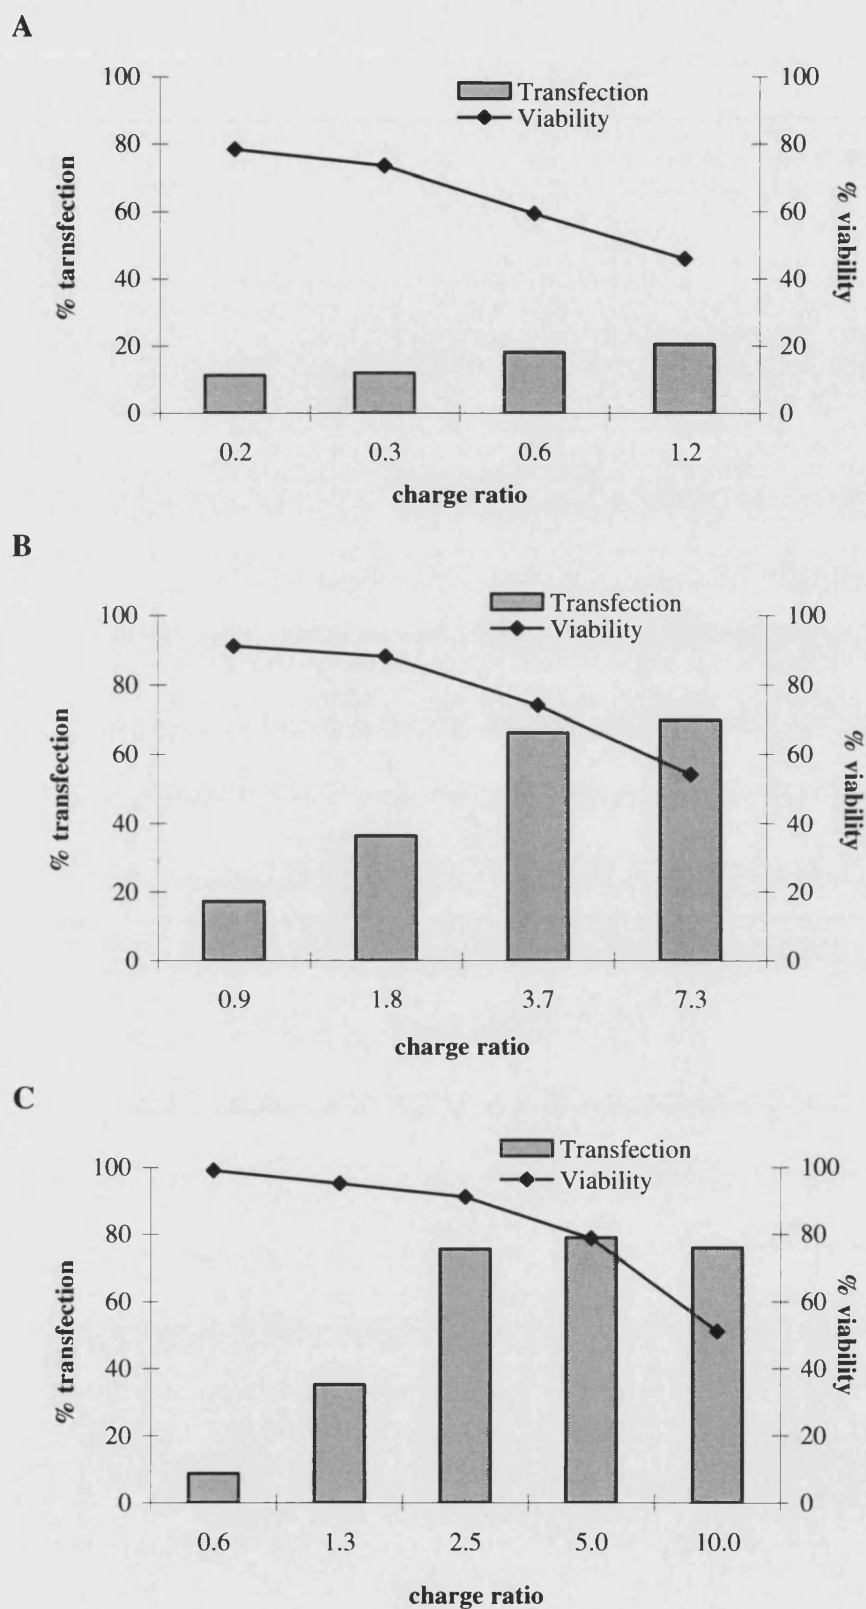 A
100 100
Transfection
Viability
80 80
60 60
40 40
20 20
0 0
% tarnsfection
% viability
0.2 0.3 0.6 1.2
charge ratio
B
Transfection
100 100
Viability
80 80
60 60
40 40
20 20
0 0
% transfection
% viability
0.9 1.8 3.7 7.3
charge ratio
C
Transfection
100 100
Viability
80 80
60 60
40 40
20 20
0 0
% transfection
% viability
0.6 1.3 2.5 5.0 10.0
charge ratio